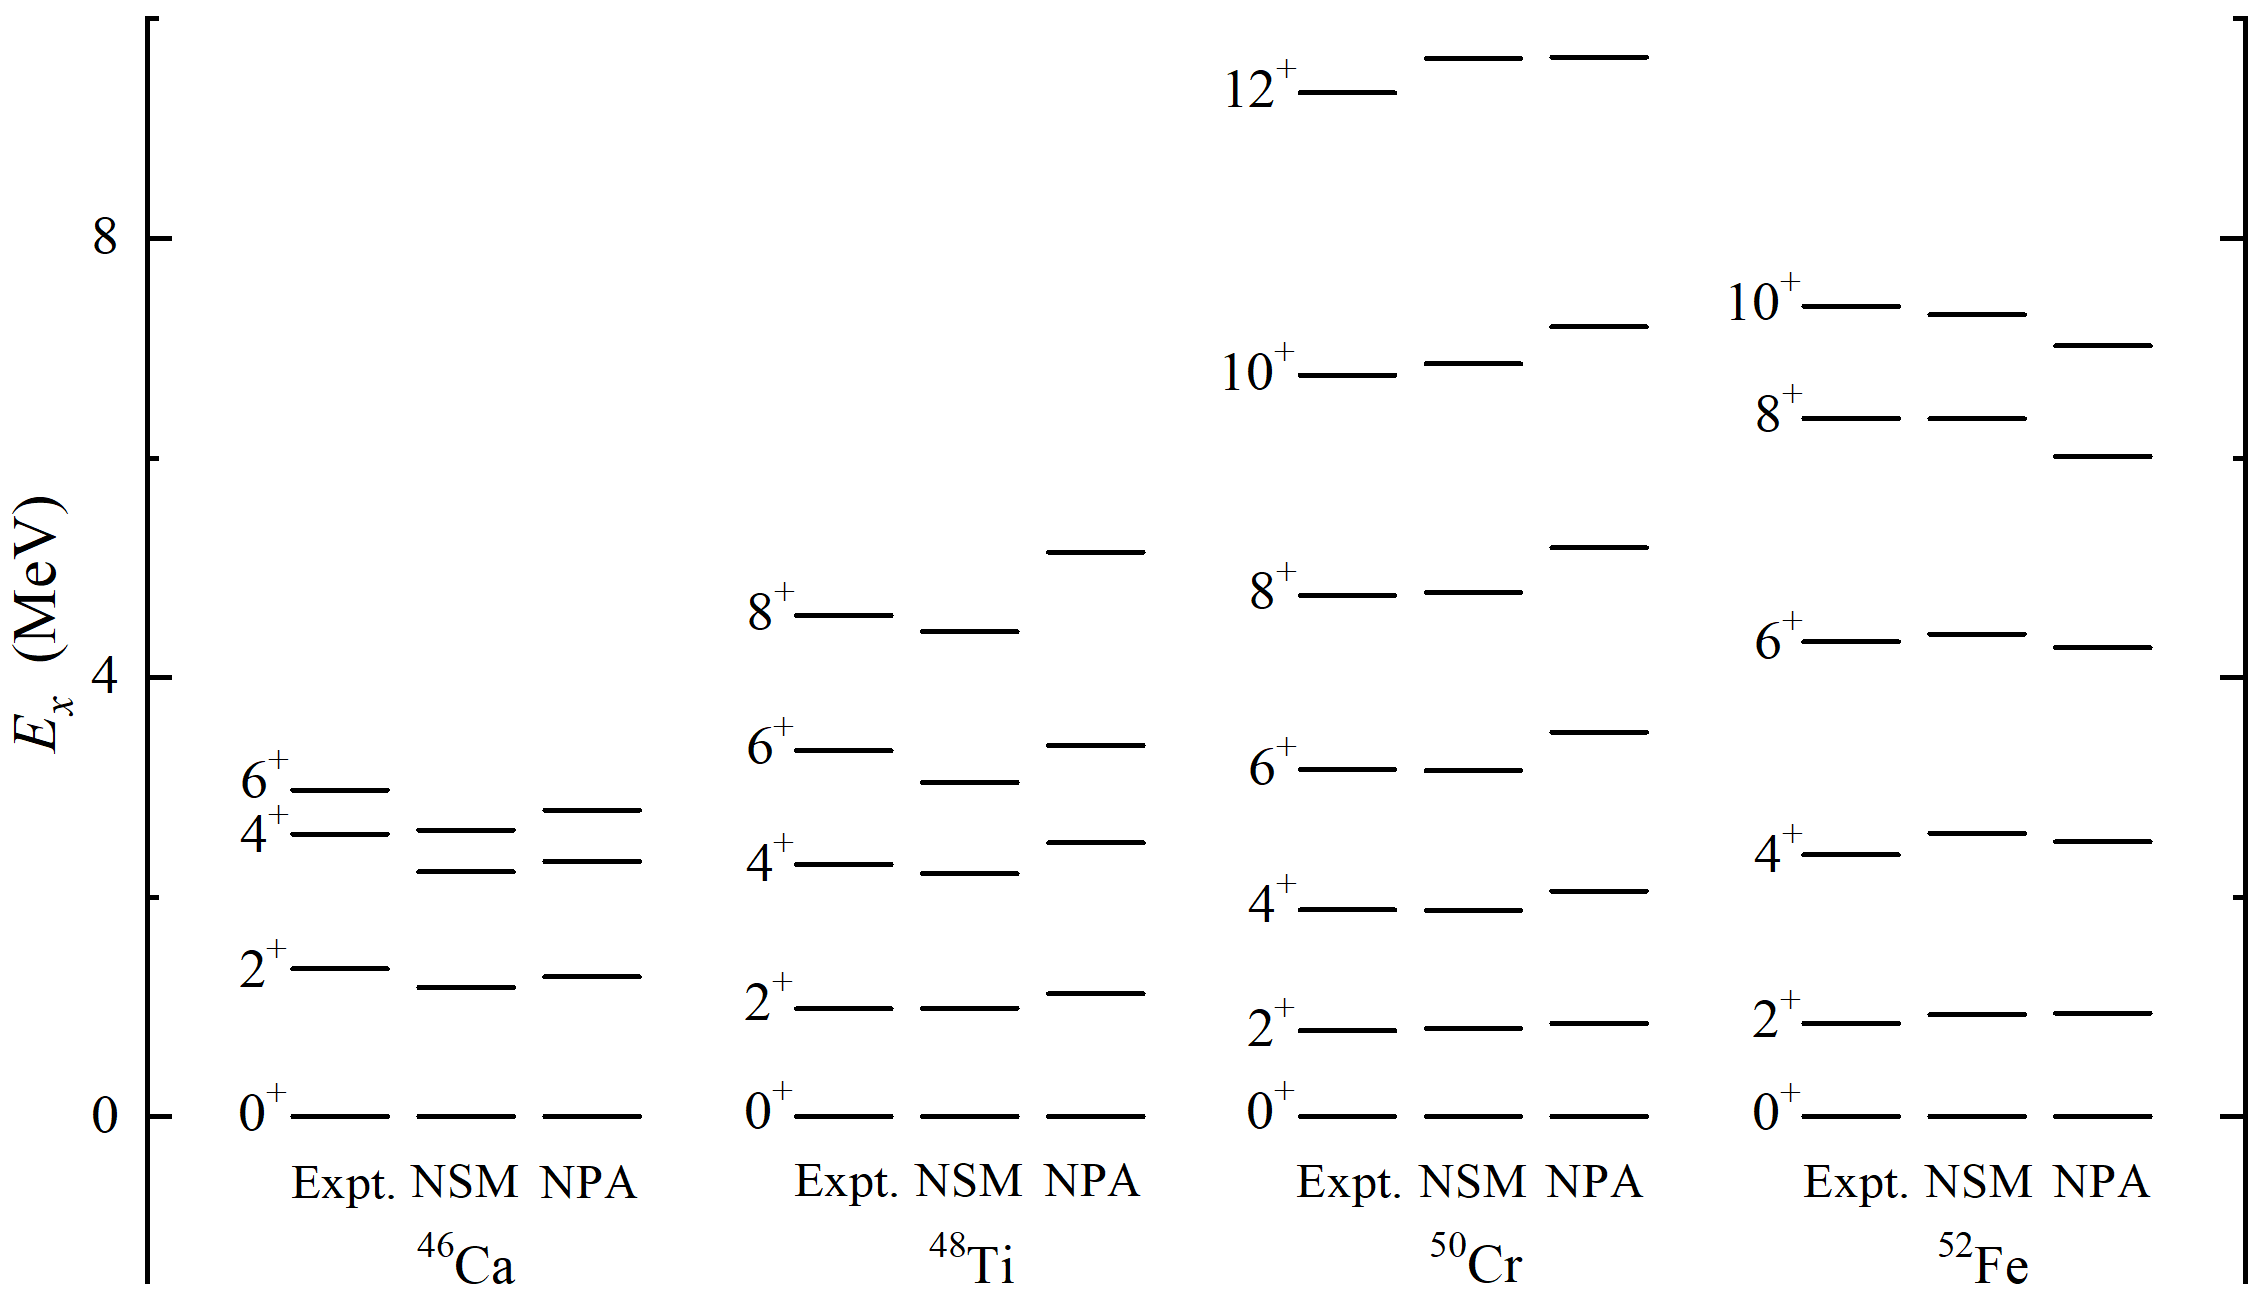 12⁺
8
10⁺
10⁺
8⁺
8⁺
8⁺
6⁺
E_x (MeV)
4
6⁺
6⁺
6⁺
4⁺
4⁺
4⁺
4⁺
2⁺
2⁺
2⁺
2⁺
0
0⁺
0⁺
0⁺
0⁺
Expt. NSM NPA
Expt. NSM NPA
Expt. NSM NPA
Expt. NSM NPA
⁴⁶Ca
⁴⁸Ti
⁵⁰Cr
⁵²Fe